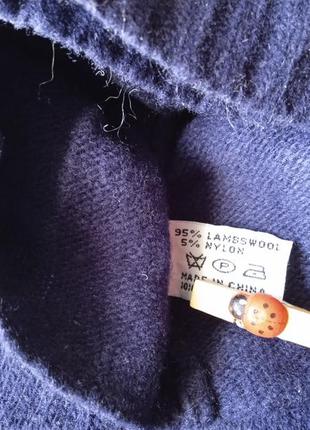 95% LAMBSWOOL
5% NYLON
P
MADE IN CHINA